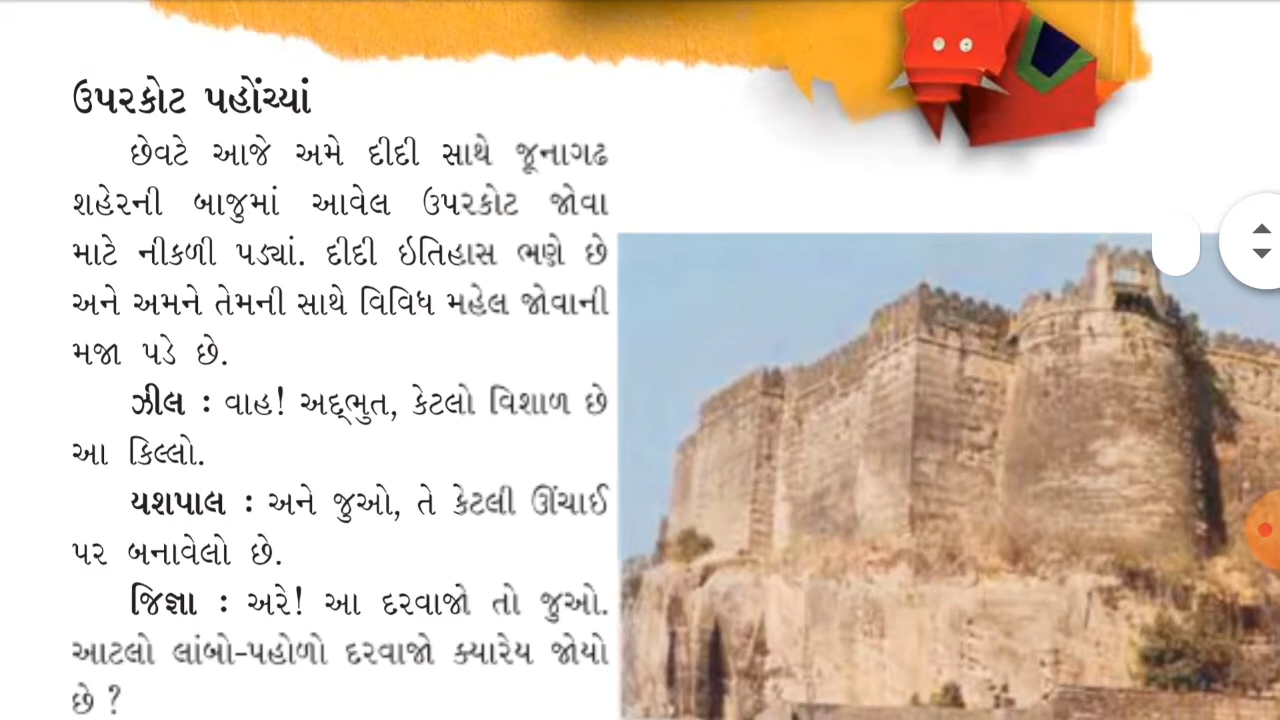 ઉપરકોટ પહોંચ્યાં
છેવટે આજે અમે દીદી સાથે જૂનાગઢ
શહેરની બાજુમાં આવેલ ઉપરકોટ જોવા
માટે નીકળી પડ્યાં. દીદી ઇતિહાસ ભણે છે
અને અમને તેમની સાથે વિવિધ મહેલ જોવાની
મજા પડે છે.
ઝીલ : વાહ! અદ્ભુત, કેટલો વિશાળ છે
આ કિલ્લો.
યશપાલ : અને જુઓ, તે કેટલી ઊંચાઈ
પર બનાવેલો છે.
જિજ્ઞા : અરે! આ દરવાજો તો જુઓ.
આટલો લાંબો-પહોળો દરવાજો ક્યારેય જોયો
છે ?